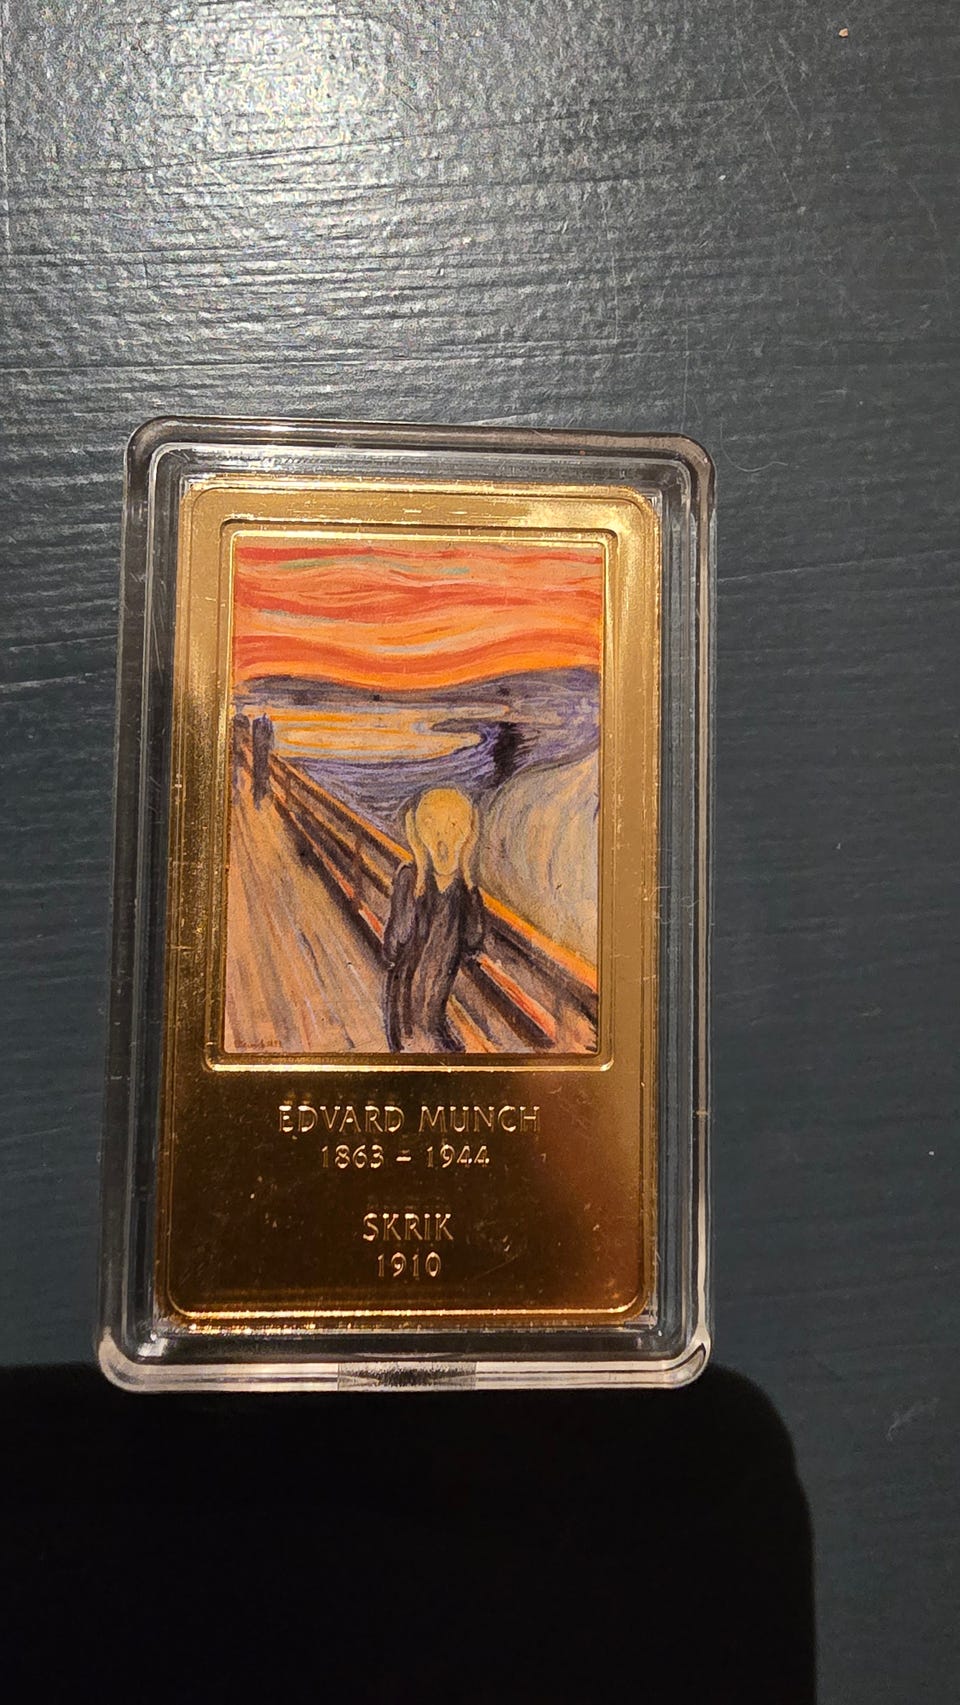 EDVARD MUNCH
1863 – 1944
SKRIK
1910